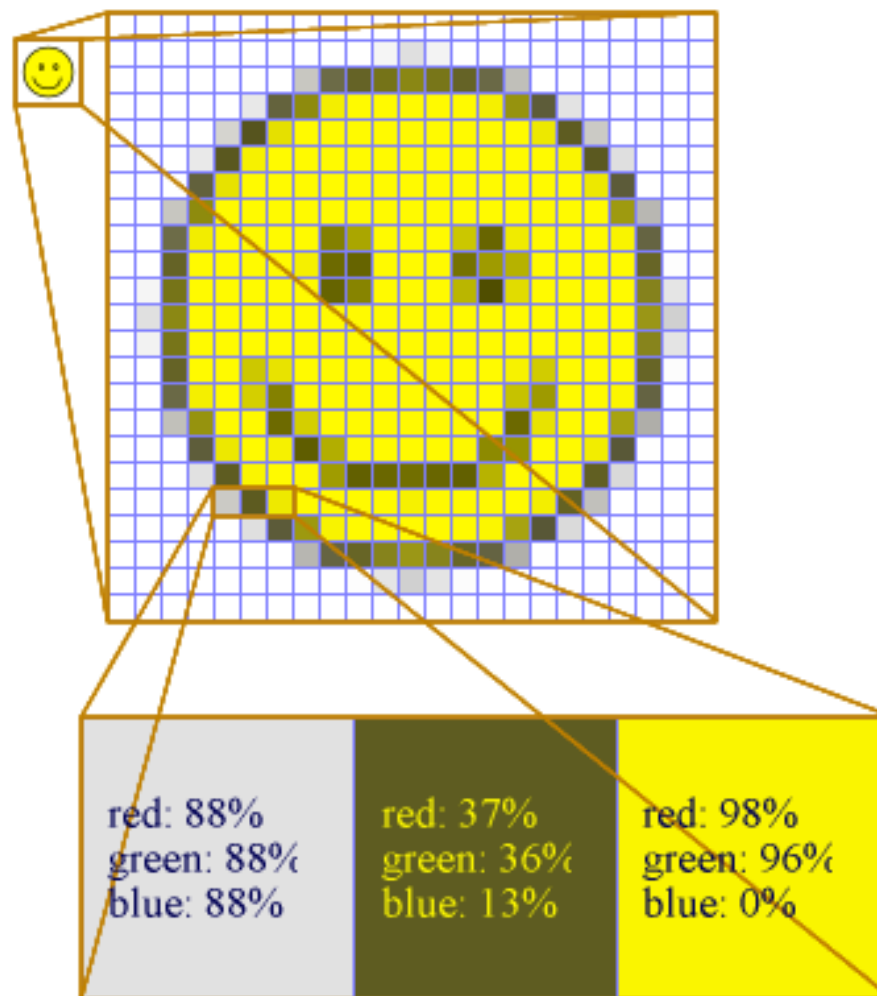 red: 88%
green: 88%
blue: 88%
red: 37%
green: 36%
blue: 13%
red: 98%
green: 96%
blue: 0%